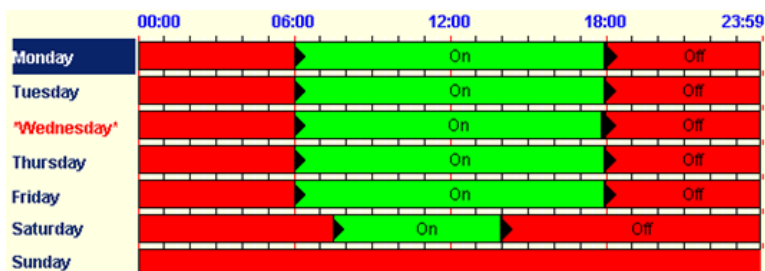 00:00 06:00 12:00 18:00 23:59
Monday On Off
Tuesday On Off
*Wednesday* On Off
Thursday On Off
Friday On Off
Saturday On Off
Sunday